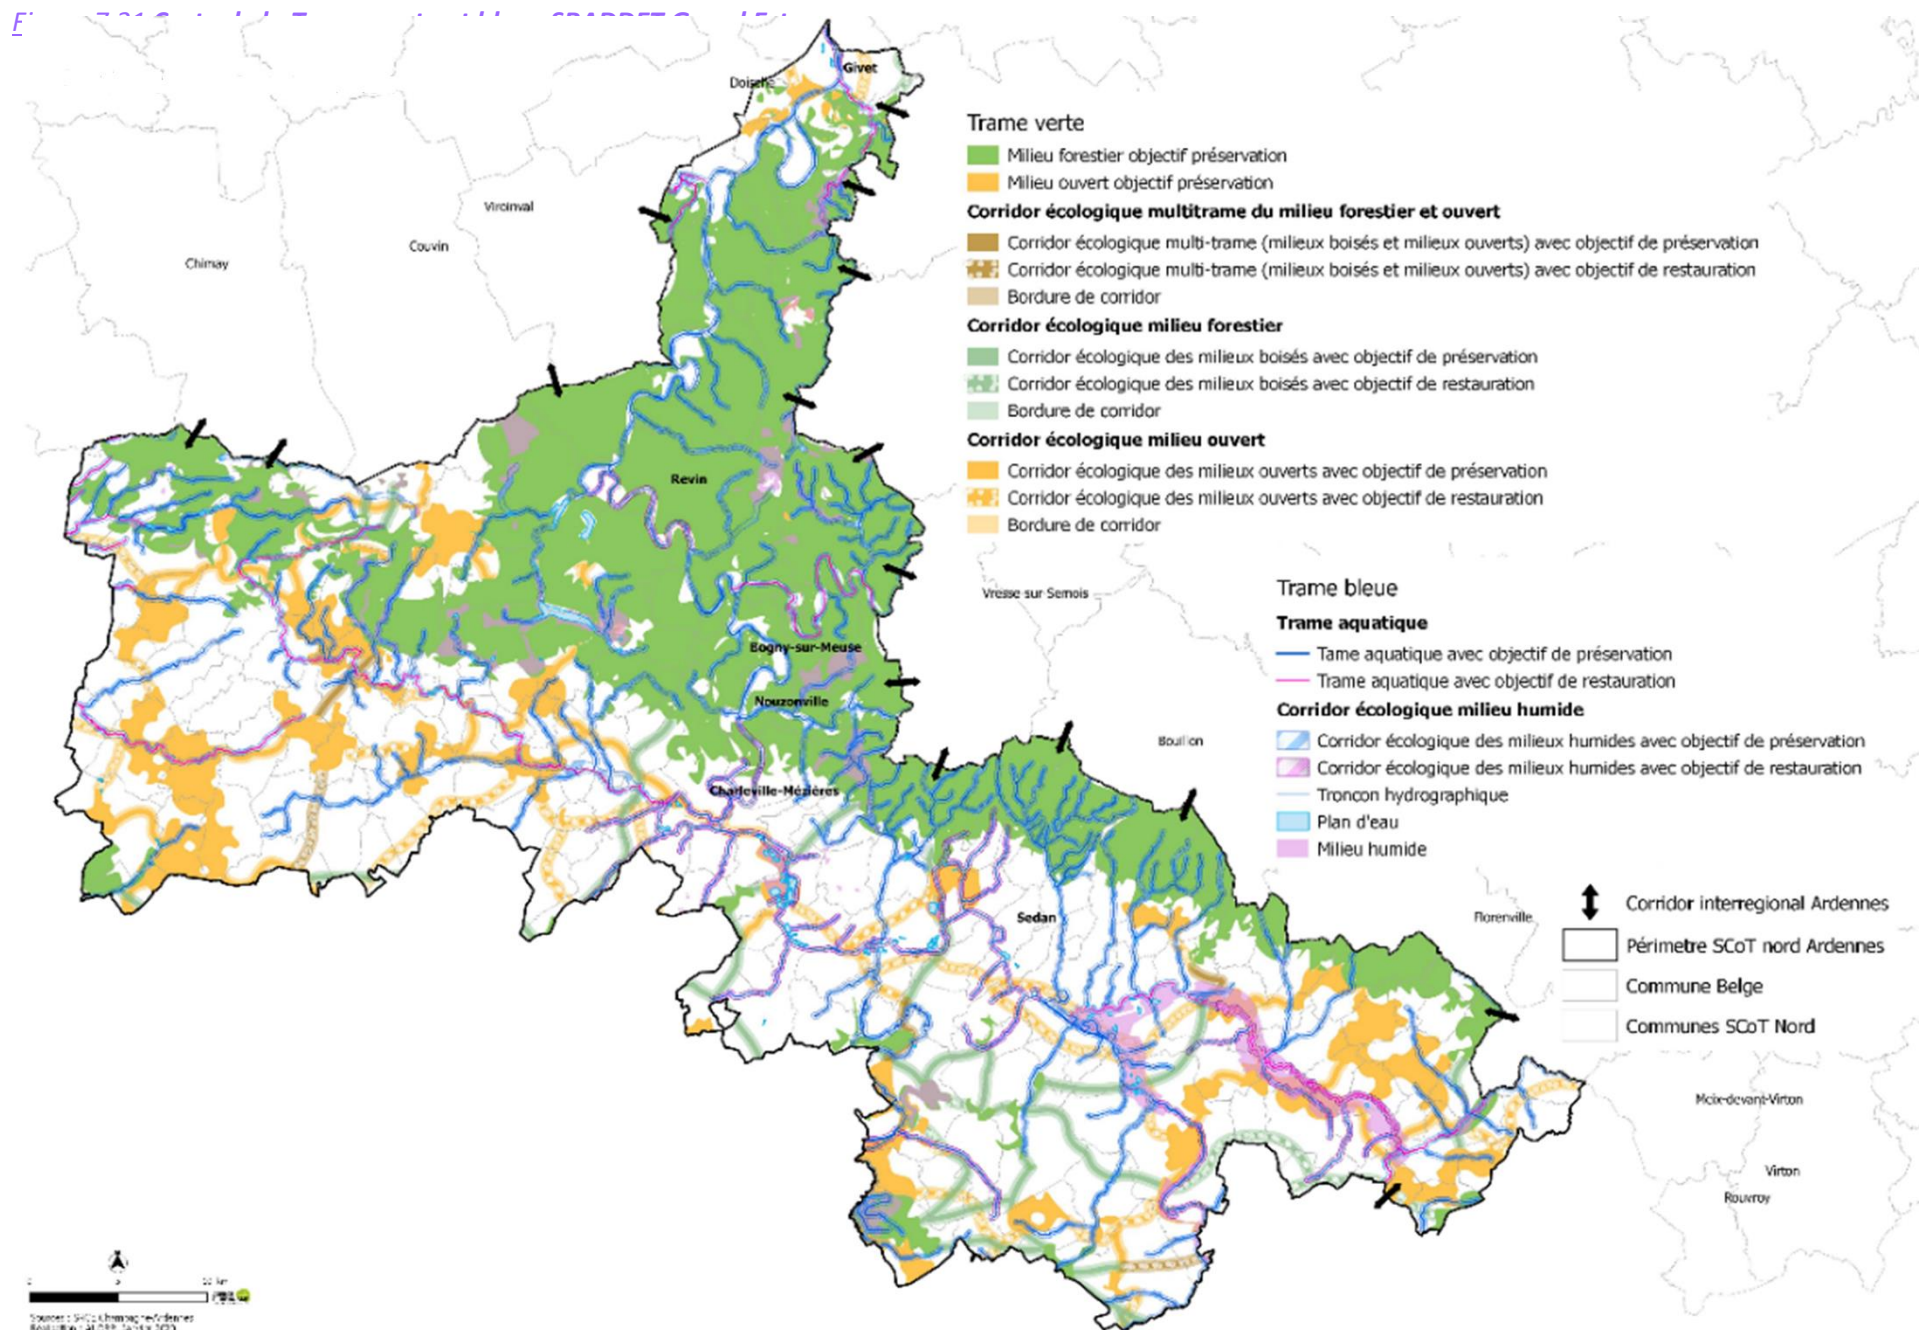 Doische
Givet
Viroinval
Couvin
Chimay
Revin
Vresse-sur-Semois
Bogny-sur-Meuse
Nouzonville
Bouillon
Charleville-Mézières
Sedan
Florenville
Meix-devant-Virton
Virton
Rouvroy
Trame verte
Milieu forestier objectif préservation
Milieu ouvert objectif préservation
Corridor écologique multitrame du milieu forestier et ouvert
Corridor écologique multi-trame (milieux boisés et milieux ouverts) avec objectif de préservation
Corridor écologique multi-trame (milieux boisés et milieux ouverts) avec objectif de restauration
Bordure de corridor
Corridor écologique milieu forestier
Corridor écologique des milieux boisés avec objectif de préservation
Corridor écologique des milieux boisés avec objectif de restauration
Bordure de corridor
Corridor écologique milieu ouvert
Corridor écologique des milieux ouverts avec objectif de préservation
Corridor écologique des milieux ouverts avec objectif de restauration
Bordure de corridor
Trame bleue
Trame aquatique
Tame aquatique avec objectif de préservation
Trame aquatique avec objectif de restauration
Corridor écologique milieu humide
Corridor écologique des milieux humides avec objectif de préservation
Corridor écologique des milieux humides avec objectif de restauration
Troncon hydrographique
Plan d'eau
Milieu humide
Corridor interregional Ardennes
Périmetre SCoT nord Ardennes
Commune Belge
Communes SCoT Nord